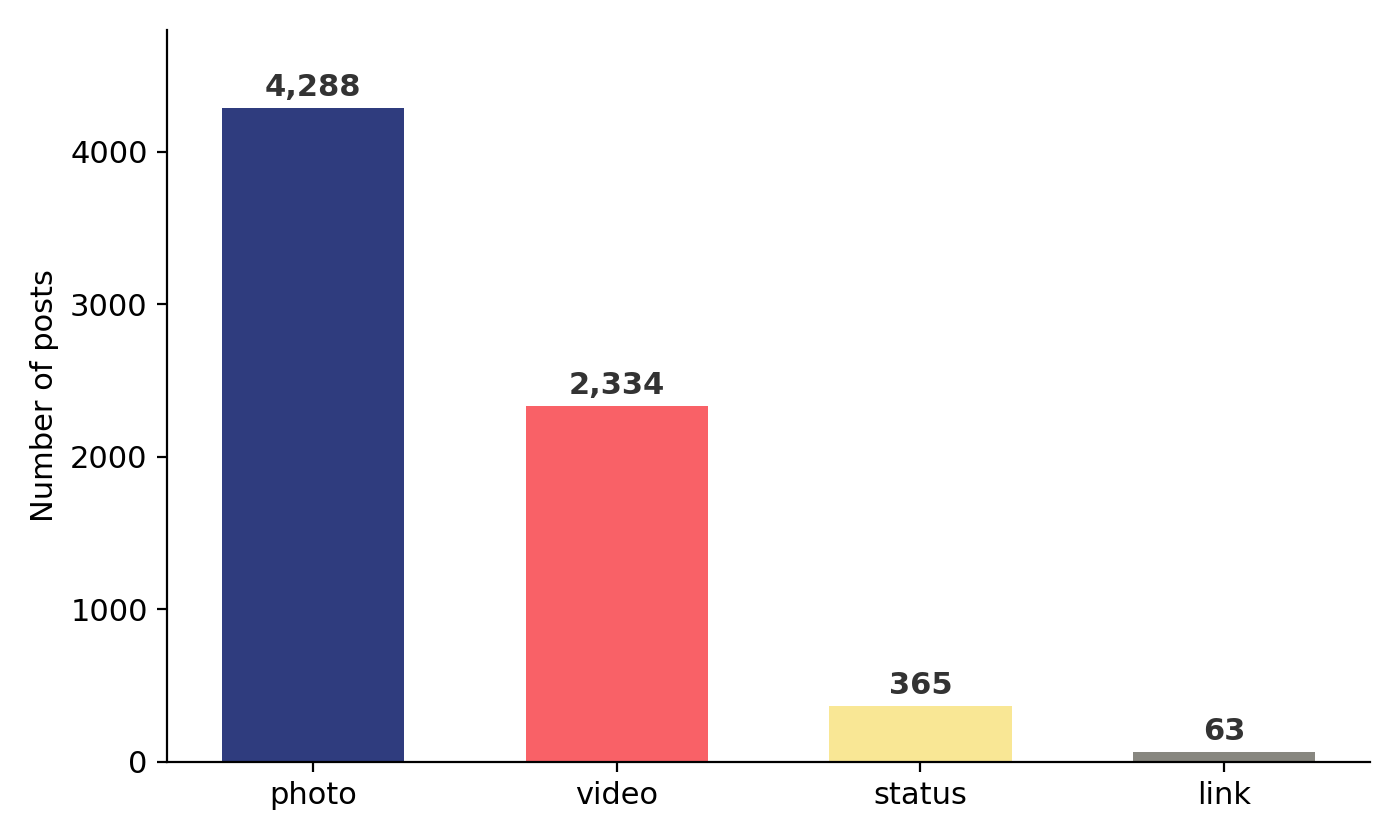 4,288
4000
3000
2,334
2000
1000
365
63
0
Number of posts
photo
video
status
link